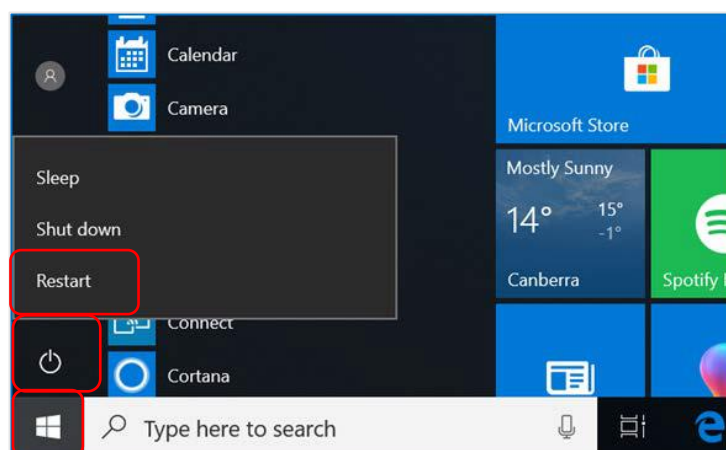 Calendar
Camera
Sleep
Shut down
Restart
Connect
Cortana
Type here to search
Microsoft Store
Mostly Sunny
14° 15°
-1°
Canberra
Spotify